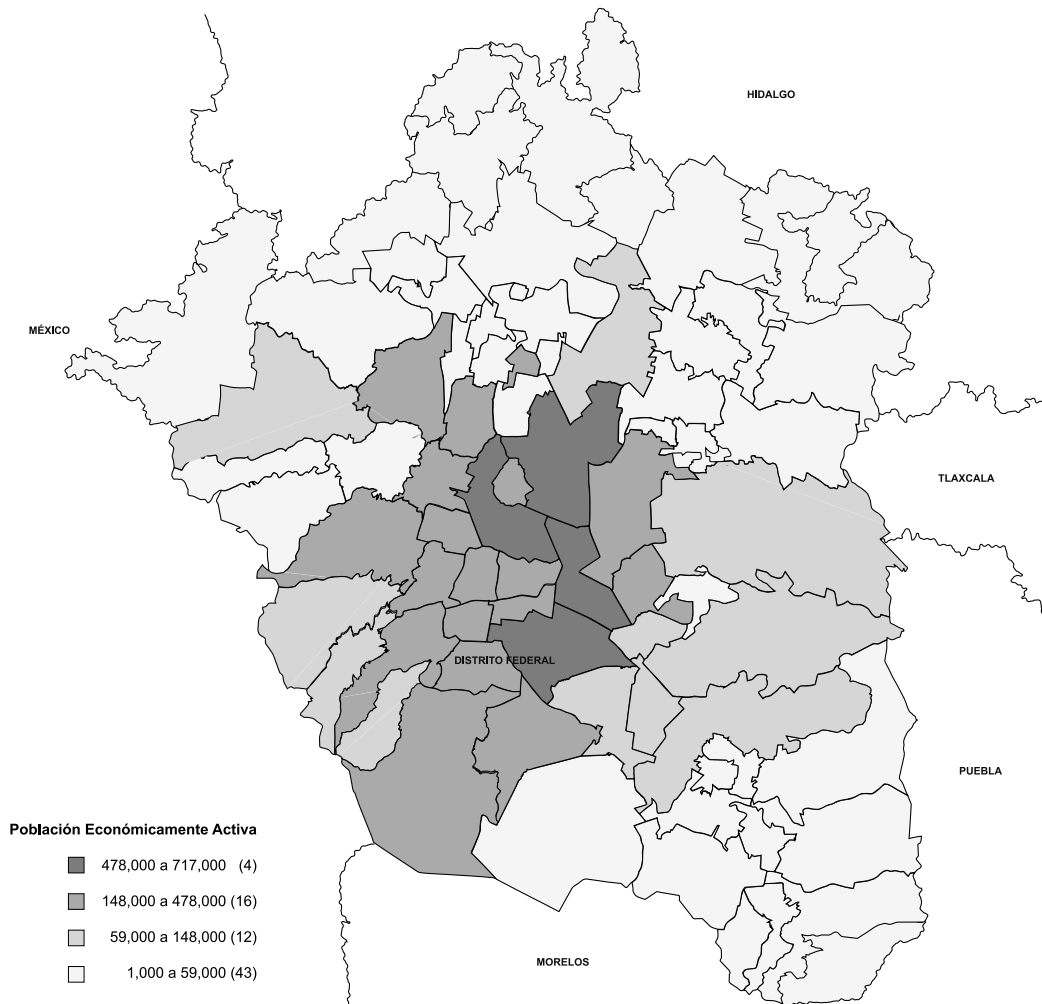 HIDALGO
MÉXICO
TLAXCALA
DISTRITO FEDERAL
PUEBLA
MORELOS
Población Económicamente Activa
478,000 a 717,000 (4)
148,000 a 478,000 (16)
59,000 a 148,000 (12)
1,000 a 59,000 (43)